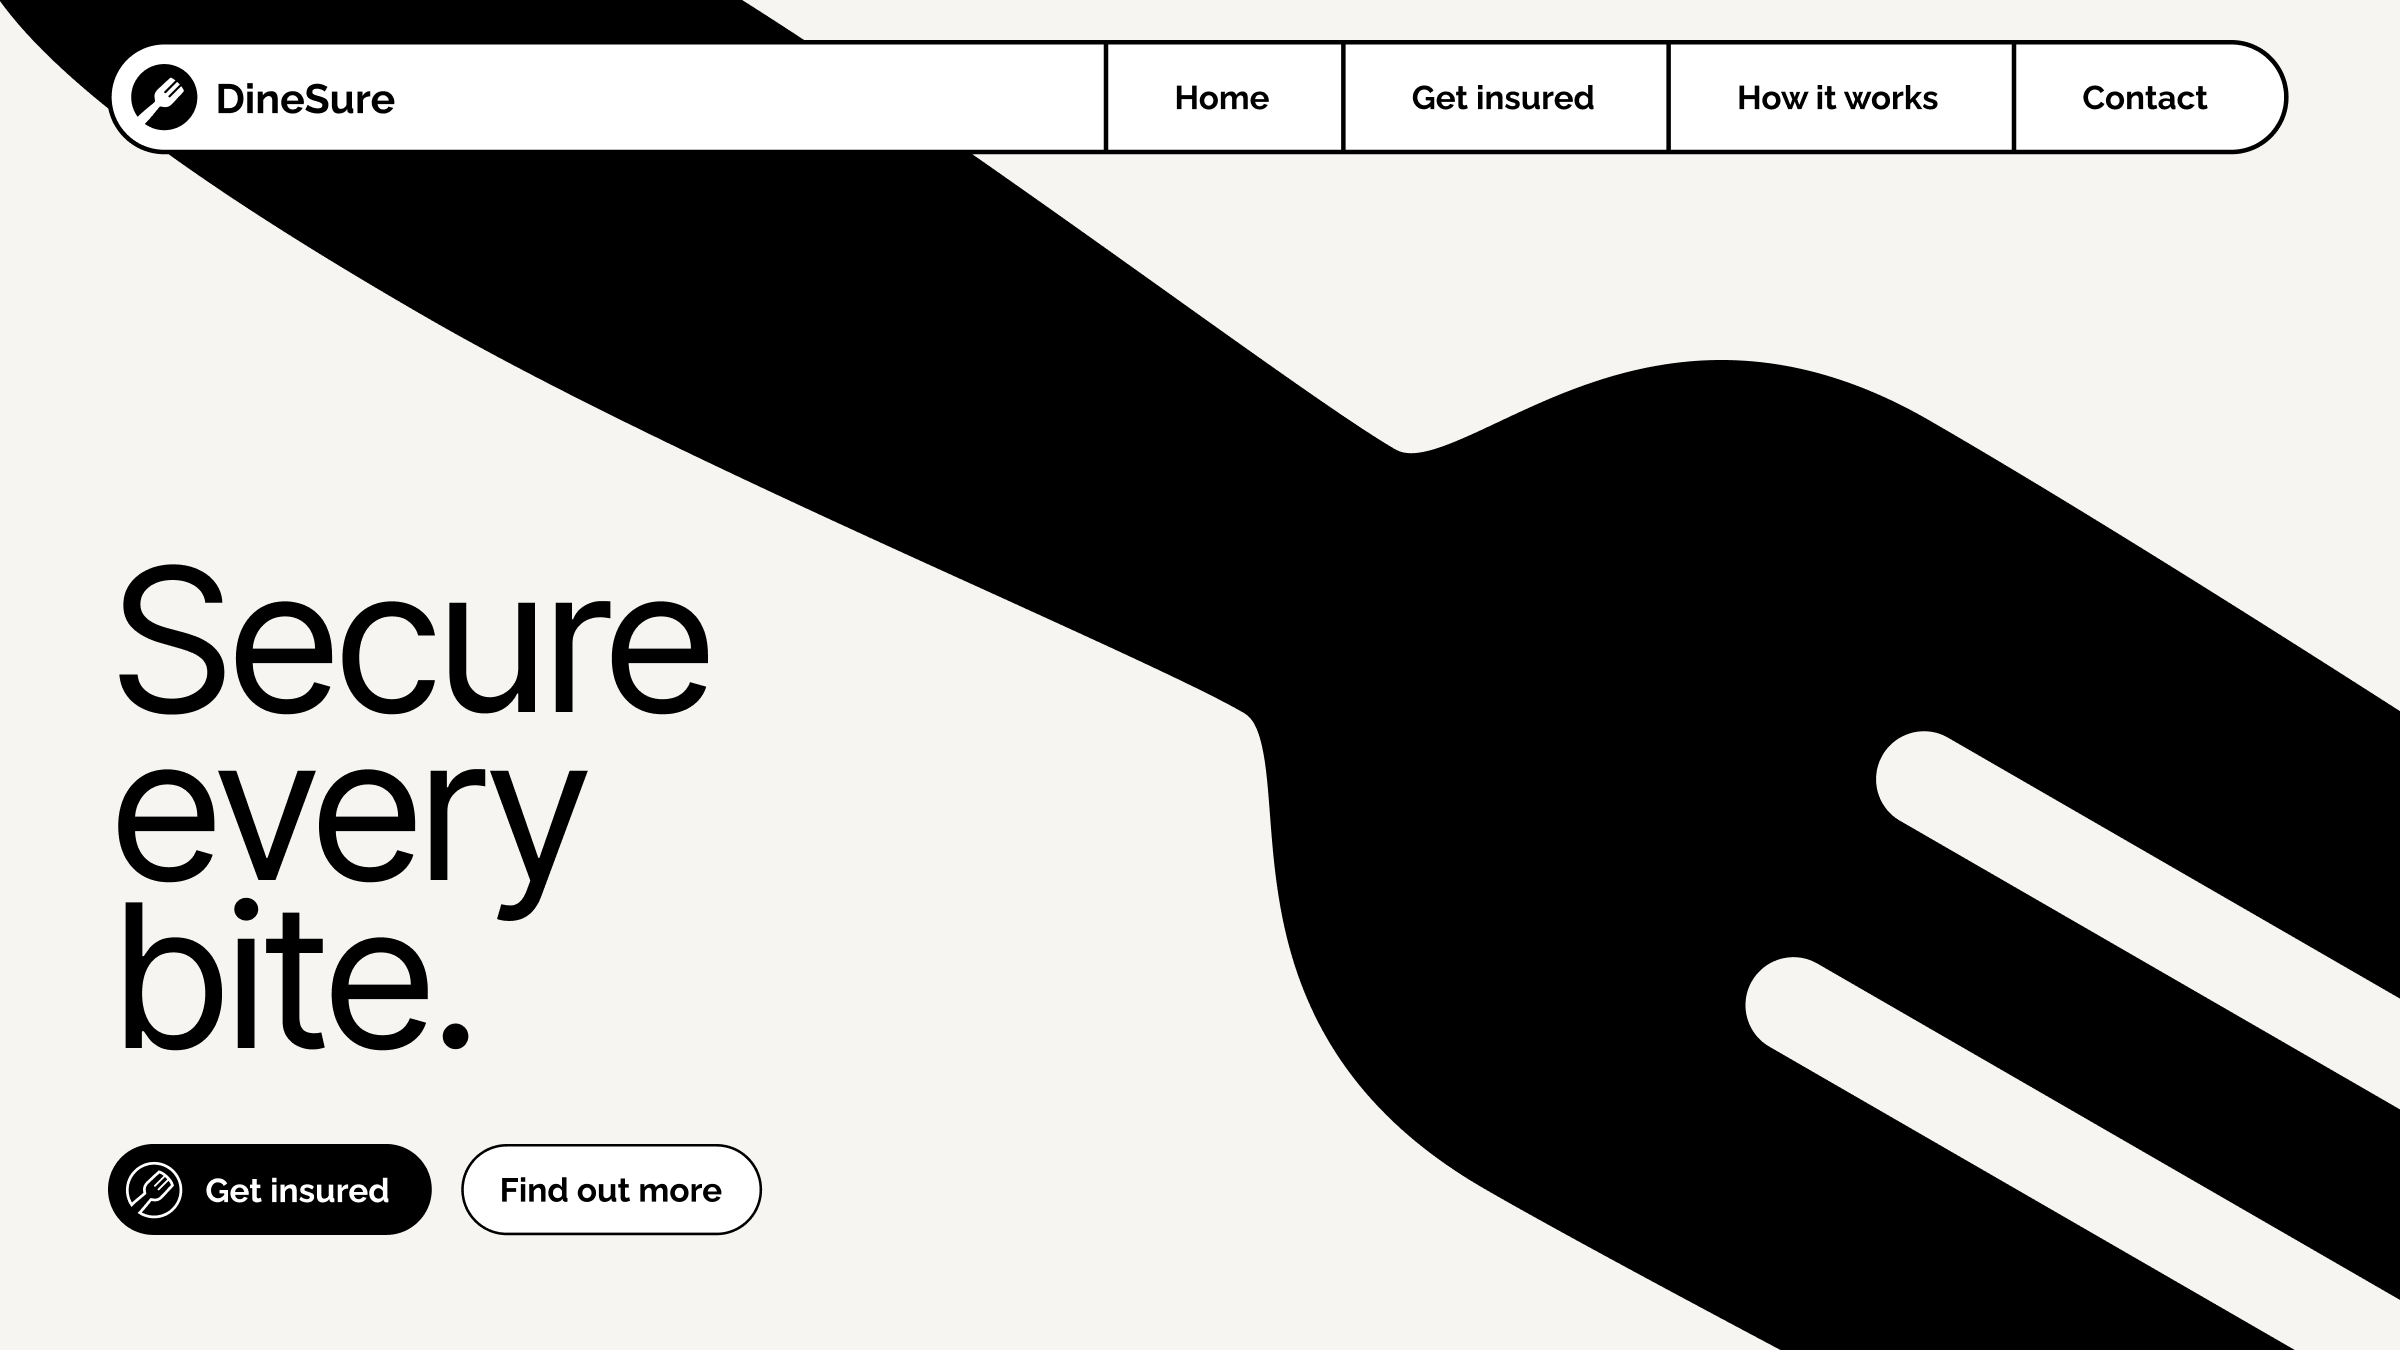 DineSure
Home
Get insured
How it works
Contact
Secure
every
bite.
Get insured
Find out more